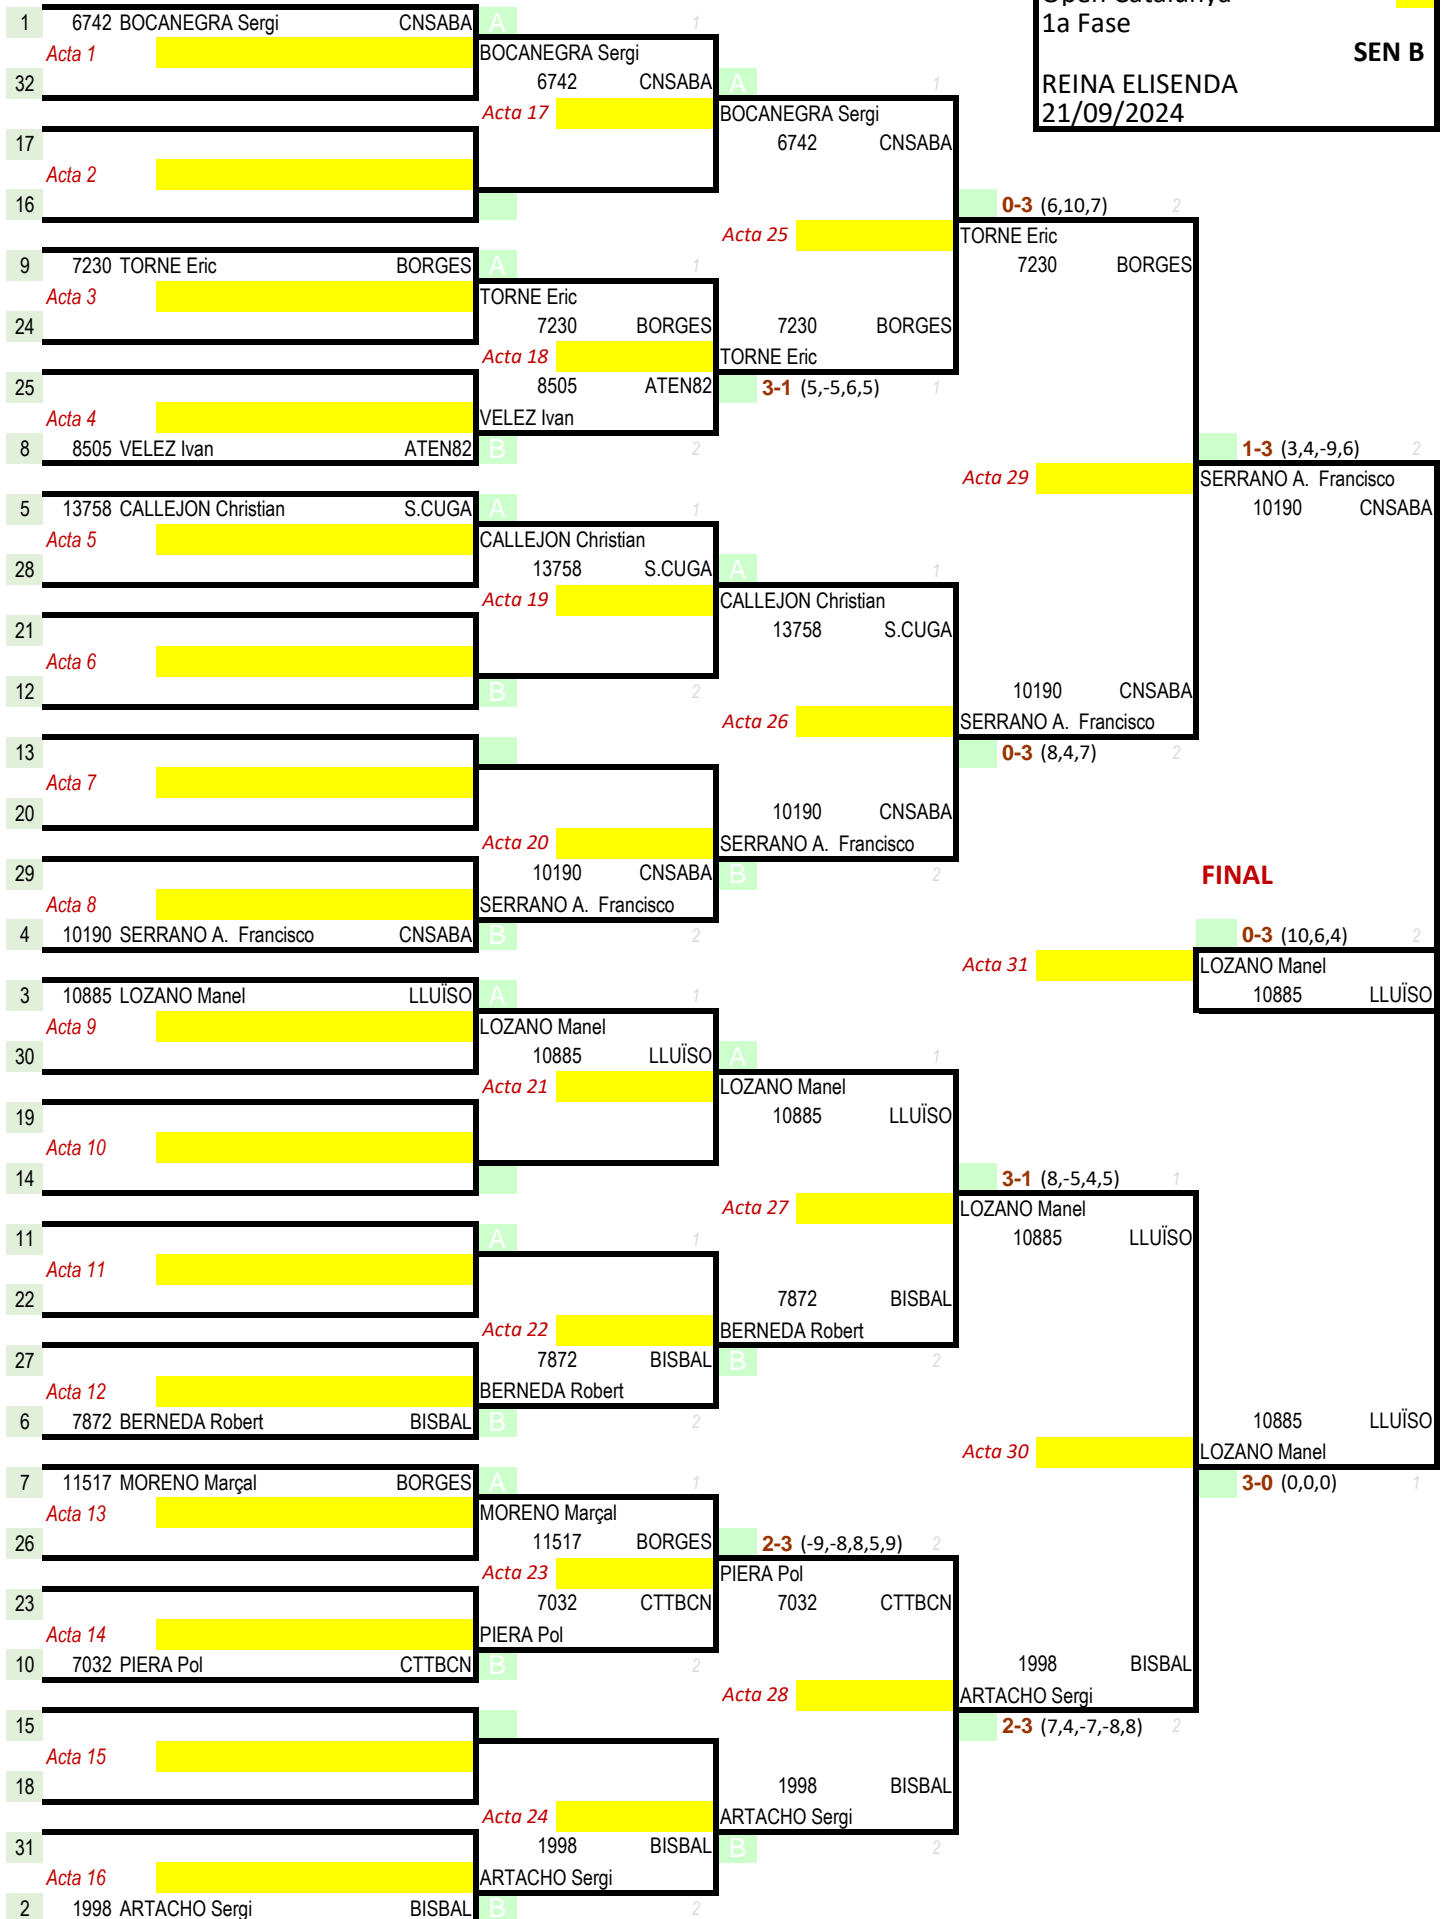 Open Catalunya
1a Fase
SEN B
REINA ELISENDA
21/09/2024
1 6742 BOCANEGRA Sergi CNSABA A 1
Acta 1
BOCANEGRA Sergi
32 6742 CNSABA A 1
Acta 17
BOCANEGRA Sergi
17 6742 CNSABA
Acta 2
16
0-3 (6,10,7) 2
Acta 25
TORNE Eric
9 7230 TORNE Eric BORGES A 1
7230 BORGES
Acta 3
TORNE Eric
24 7230 BORGES
7230 BORGES
Acta 18
TORNE Eric
25 8505 ATEN82
3-1 (5,-5,6,5) 1
Acta 4
VELEZ Ivan
8 8505 VELEZ Ivan ATEN82 B 2
1-3 (3,4,-9,6) 2
Acta 29
SERRANO A. Francisco
5 13758 CALLEJON Christian S.CUGA A 1
10190 CNSABA
Acta 5
CALLEJON Christian
28 13758 S.CUGA A 1
Acta 19
CALLEJON Christian
21 13758 S.CUGA
Acta 6
12 B 2
10190 CNSABA
Acta 26
SERRANO A. Francisco
13
0-3 (8,4,7) 2
Acta 7
20
10190 CNSABA
Acta 20
SERRANO A. Francisco
29 10190 CNSABA B 2
FINAL
Acta 8
SERRANO A. Francisco
4 10190 SERRANO A. Francisco CNSABA B 2
0-3 (10,6,4) 2
Acta 31
LOZANO Manel
3 10885 LOZANO Manel LLUÏSO A 1
10885 LLUÏSO
Acta 9
LOZANO Manel
30 10885 LLUÏSO A 1
Acta 21
LOZANO Manel
19 10885 LLUÏSO
Acta 10
14
3-1 (8,-5,4,5) 1
Acta 27
LOZANO Manel
11 A 1
10885 LLUÏSO
Acta 11
22
7872 BISBAL
Acta 22
BERNEDA Robert
27 7872 BISBAL B 2
Acta 12
BERNEDA Robert
6 7872 BERNEDA Robert BISBAL B 2
10885 LLUÏSO
Acta 30
LOZANO Manel
7 11517 MORENO Marçal BORGES A 1
3-0 (0,0,0) 1
Acta 13
MORENO Marçal
26 11517 BORGES
2-3 (-9,-8,8,5,9) 2
Acta 23
PIERA Pol
23 7032 CTTBCN
7032 CTTBCN
Acta 14
PIERA Pol
10 7032 PIERA Pol CTTBCN B 2
1998 BISBAL
Acta 28
ARTACHO Sergi
15
2-3 (7,4,-7,-8,8) 2
Acta 15
18
1998 BISBAL
Acta 24
ARTACHO Sergi
31 1998 BISBAL B 2
Acta 16
ARTACHO Sergi
2 1998 ARTACHO Sergi BISBAL B 2